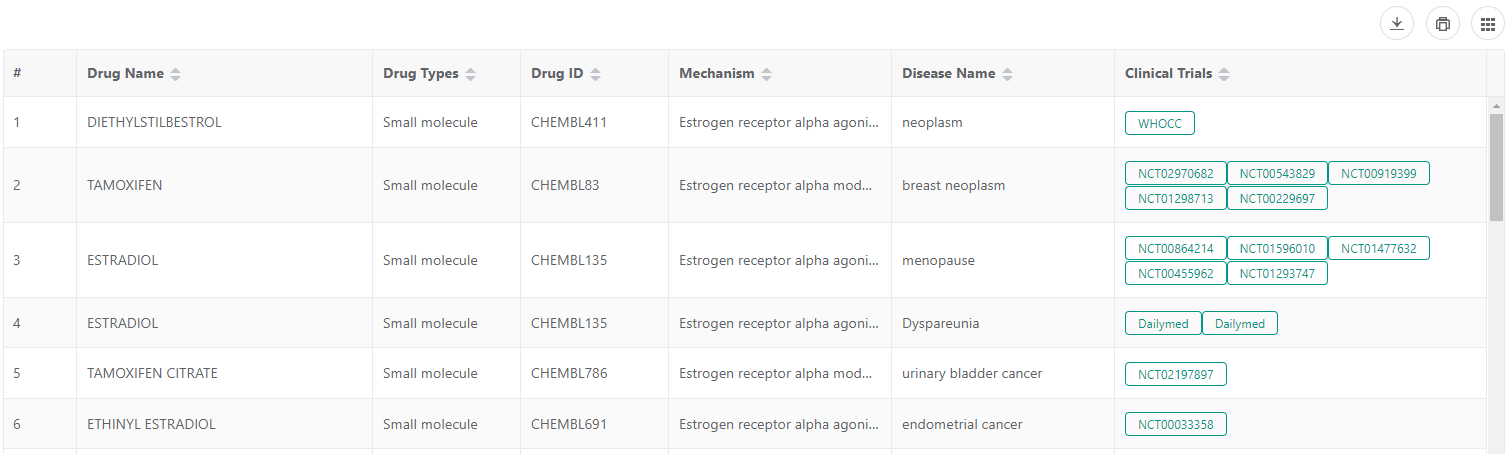 # Drug Name Drug Types Drug ID Mechanism Disease Name Clinical Trials
1 DIETHYLSTILBESTROL Small molecule CHEMBL411 Estrogen receptor alpha agoni... neoplasm WHOCC
2 TAMOXIFEN Small molecule CHEMBL83 Estrogen receptor alpha mod... breast neoplasm NCT02970682 NCT00543829 NCT00919399
NCT01298713 NCT00229697
3 ESTRADIOL Small molecule CHEMBL135 Estrogen receptor alpha agoni... menopause NCT00864214 NCT01596010 NCT01477632
NCT00455962 NCT01293747
4 ESTRADIOL Small molecule CHEMBL135 Estrogen receptor alpha agoni... Dyspareunia Dailymed Dailymed
5 TAMOXIFEN CITRATE Small molecule CHEMBL786 Estrogen receptor alpha mod... urinary bladder cancer NCT02197897
6 ETHINYL ESTRADIOL Small molecule CHEMBL691 Estrogen receptor alpha agoni... endometrial cancer NCT00033358